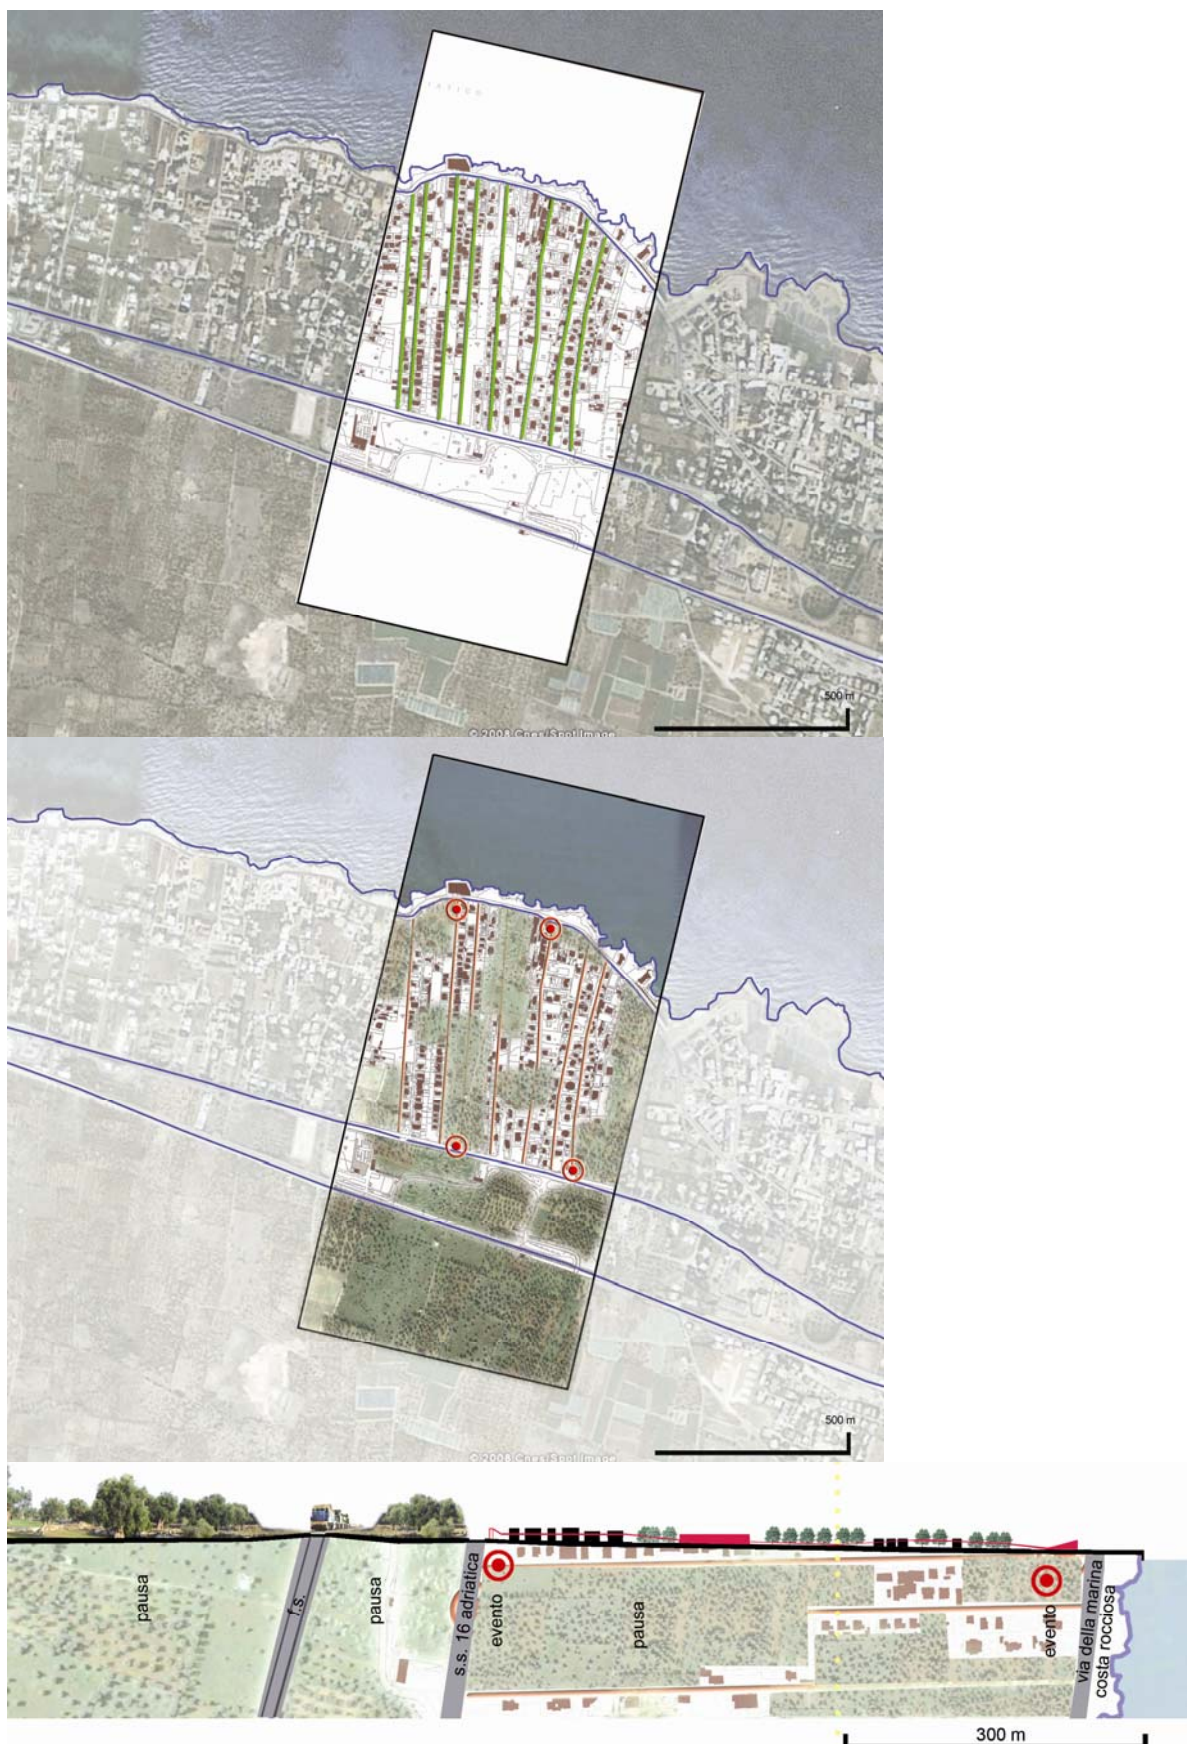 IATICO
500 m
© 2008 Cnes/Spot Image
500 m
© 2008 Cnes/Spot Image
pausa
f.s.
pausa
s.s. 16 adriatica
evento
pausa
evento
via della marina
costa rocciosa
300 m